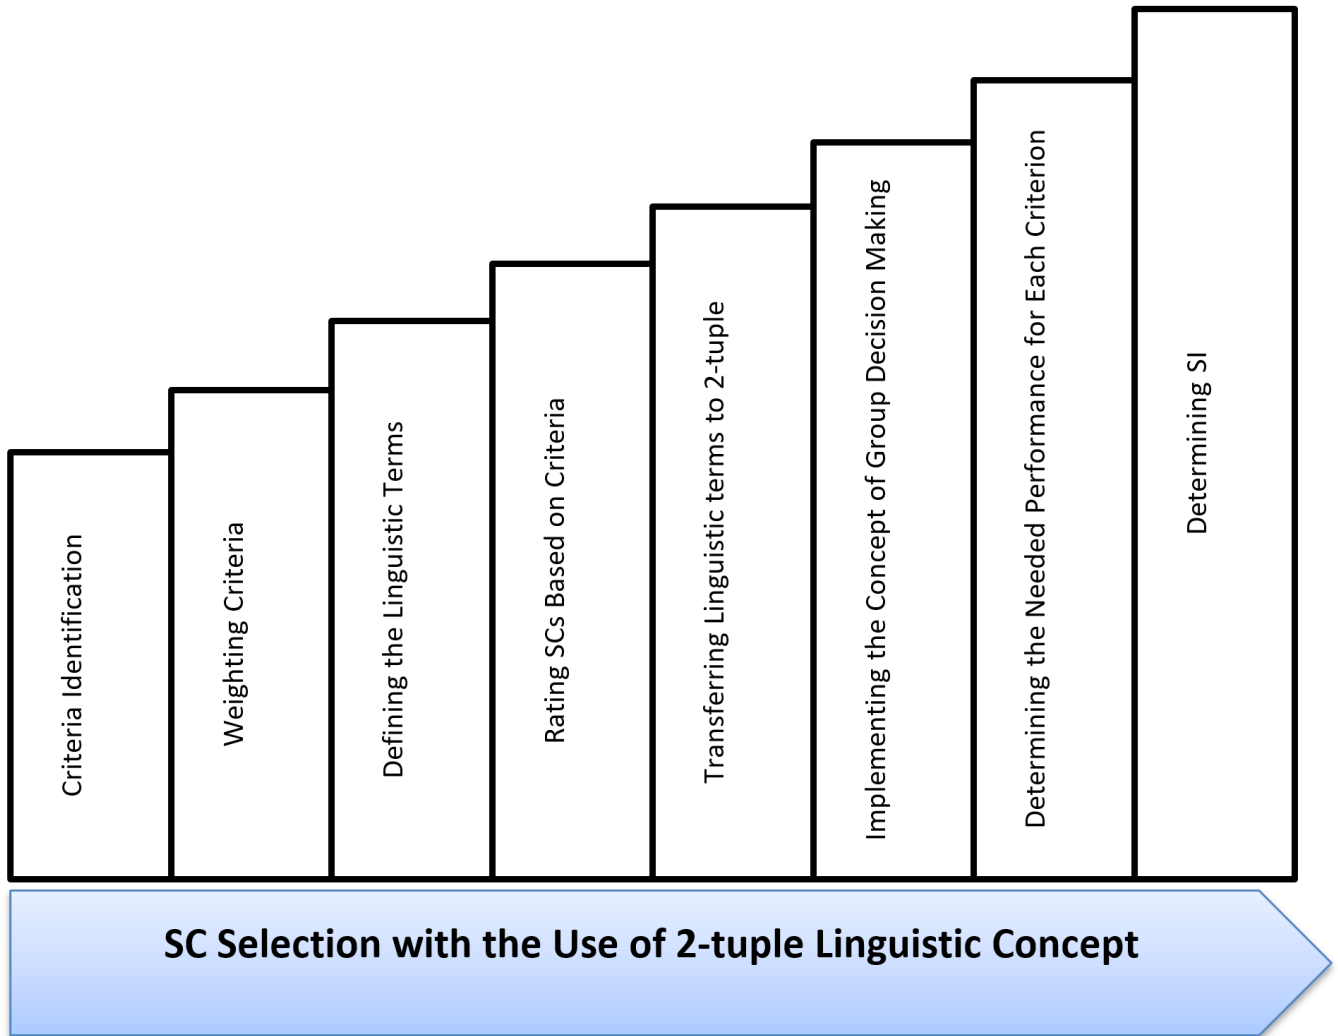 Criteria Identification
Weighting Criteria
Defining the Linguistic Terms
Rating SCs Based on Criteria
Transferring Linguistic terms to 2-tuple
Implementing the Concept of Group Decision Making
Determining the Needed Performance for Each Criterion
Determining SI
SC Selection with the Use of 2-tuple Linguistic Concept